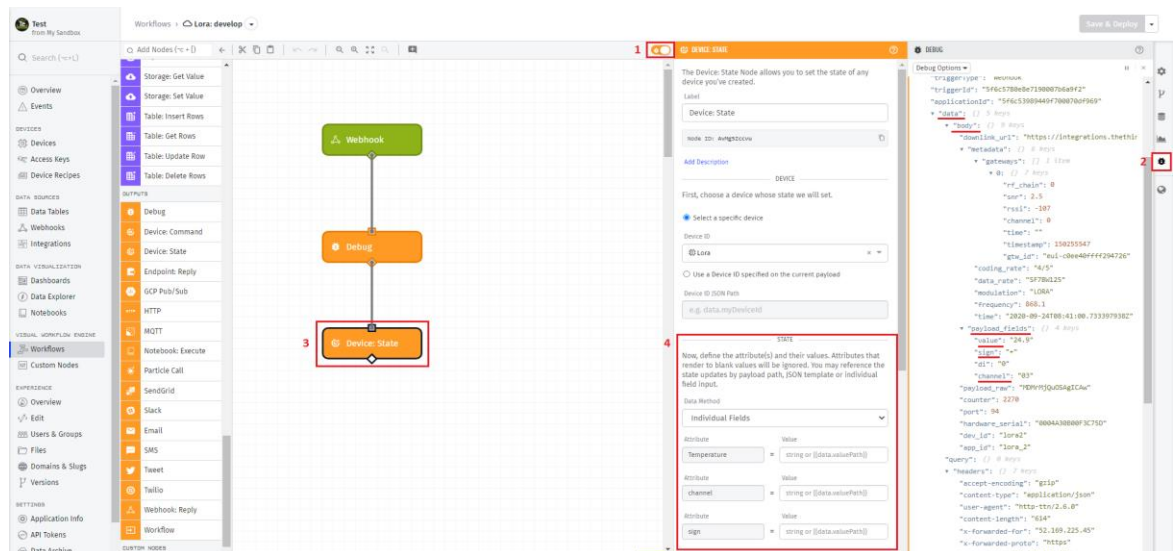 Test
from My Sandbox
Workflows › Lora: develop
Save & Deploy
Search (⌥+L)
Overview
Events
DEVICES
Devices
Access Keys
Device Recipes
DATA SOURCES
Data Tables
Webhooks
Integrations
DATA VISUALIZATION
Dashboards
Data Explorer
Notebooks
VISUAL WORKFLOW ENGINE
Workflows
Custom Nodes
EXPERIENCE
Overview
Edit
Users & Groups
Files
Domains & Slugs
Versions
SETTINGS
Application Info
API Tokens
Data Archive
Storage: Get Value
Storage: Set Value
Table: Insert Rows
Table: Get Rows
Table: Update Row
Table: Delete Rows
OUTPUTS
Debug
Device: Command
Device: State
Endpoint: Reply
GCP Pub/Sub
HTTP
MQTT
Notebook: Execute
Particle Call
SendGrid
Slack
Email
SMS
Tweet
Twilio
Webhook: Reply
Workflow
CUSTOM NODES
Webhook
Debug
3
Device: State
1
DEVICE: STATE
The Device: State Node allows you to set the state of any
device you've created.
Label
Device: State
Add Description
DEVICE
First, choose a device whose state we will set.
Select a specific device
Device ID
Lora
Use a Device ID specified on the current payload
Device ID JSON Path
e.g. data.myDeviceId
4
STATE
Now, define the attribute(s) and their values. Attributes that
render to blank values will be ignored. You may reference the
state updates by payload path, JSON template or individual
field input.
Data Method
Individual Fields
Attribute Value
Temperature = string or {{data.valuePath}}
Attribute Value
channel = string or {{data.valuePath}}
Attribute Value
sign = string or {{data.valuePath}}
DEBUG
Debug Options
2
"triggerType": "webhook"
"data": {} 5 keys
"body": {} 9 keys
"downlink_url": "https://integrations.thethin
"metadata": {} 6 keys
"gateways": [] 1 item
0: {} 7 keys
"rf_chain": 0
"snr": 2.5
"rssi": -107
"channel": 0
"time": ""
"timestamp": 150255547
"gtw_id": "eui-c0ee40ffff294726"
"coding_rate": "4/5"
"data_rate": "SF7BW125"
"modulation": "LORA"
"frequency": 868.1
"payload_fields": {} 4 keys
"value": "24.9"
"sign": "+"
"di": "0"
"channel": "03"
"counter": 2270
"port": 94
"hardware_serial": "0004A30B00F3C75D"
"dev_id": "lora2"
"app_id": "lora_2"
"query": {} 0 keys
"headers": {} 7 keys
"accept-encoding": "gzip"
"content-type": "application/json"
"user-agent": "http-ttn/2.6.0"
"content-length": "614"
"x-forwarded-for": "52.169.225.45"
"x-forwarded-proto": "https"